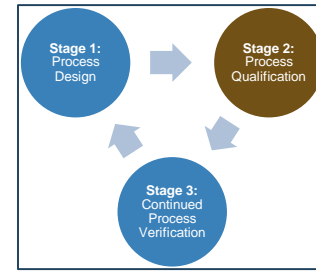 Stage 1:
Process
Design
Stage 2:
Process
Qualification
Stage 3:
Continued
Process
Verification